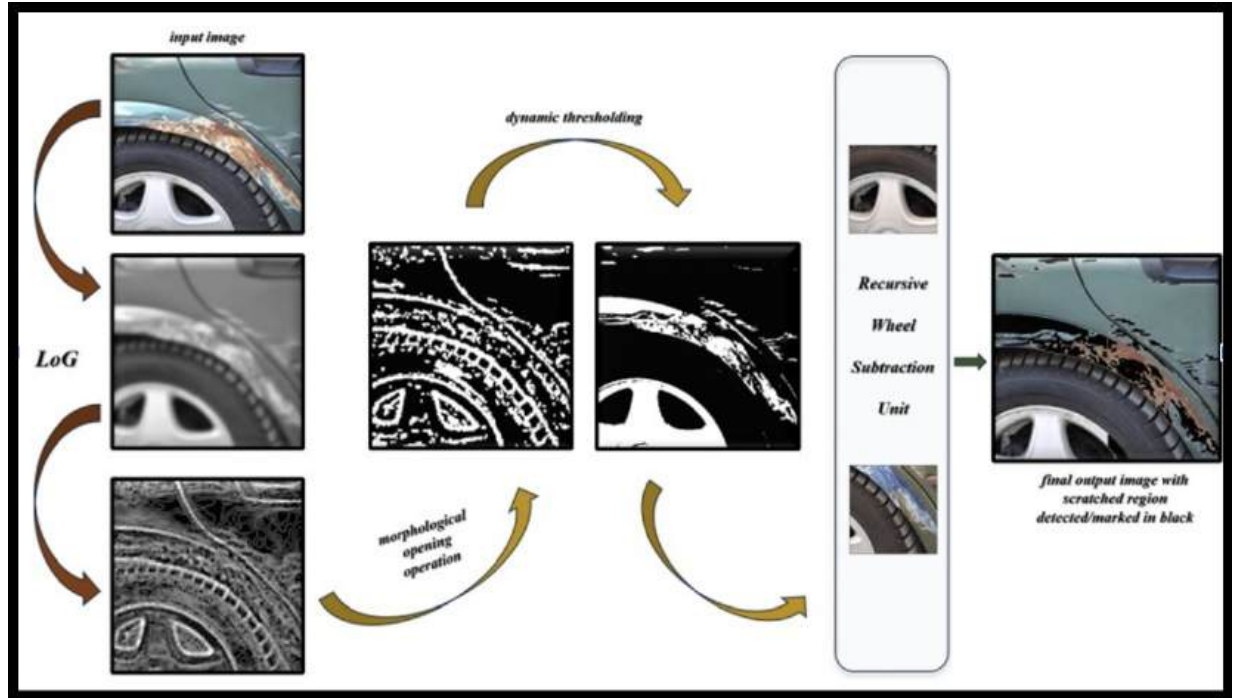 input image
LoG
morphological
opening
operation
dynamic thresholding
Recursive
Wheel
Subtraction
Unit
final output image with
scratched region
detected/marked in black